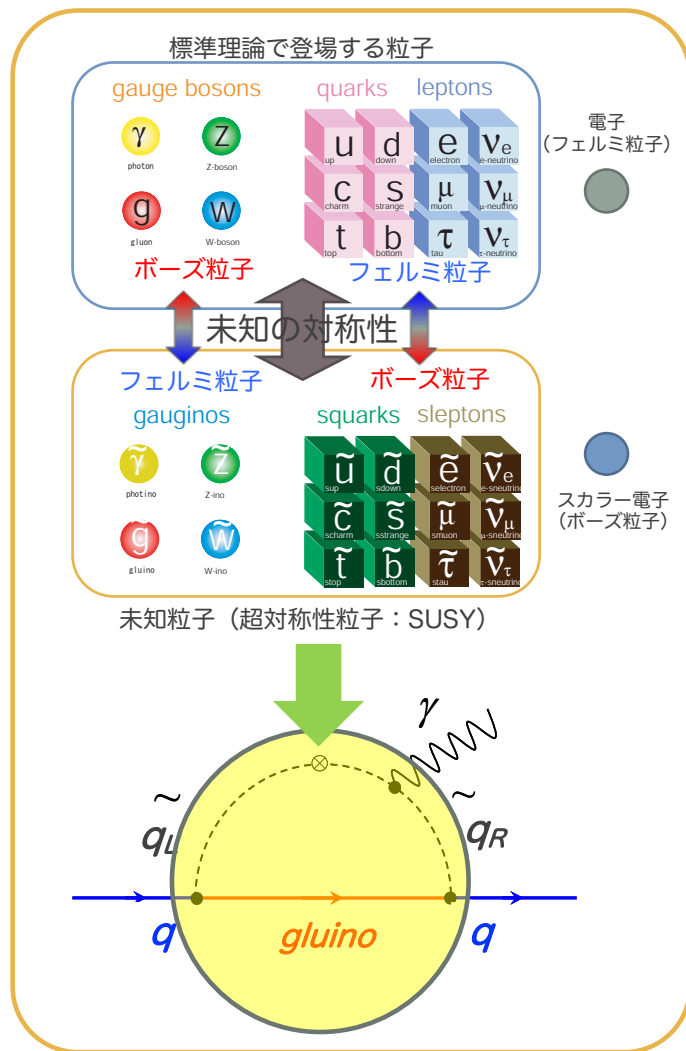 標準理論で登場する粒子
gauge bosons
quarks
leptons
γ
photon
Z
Z-boson
g
gluon
W
W-boson
u
up
d
down
e
electron
νe
e-neutrino
c
charm
s
strange
μ
muon
νμ
μ-neutrino
t
top
b
bottom
τ
tau
ντ
τ-neutrino
ボーズ粒子
フェルミ粒子
電子
(フェルミ粒子)
未知の対称性
フェルミ粒子
ボーズ粒子
gauginos
squarks
sleptons
γ̃
photino
Z̃
Z-ino
g̃
gluino
W̃
W-ino
ũ
sup
d̃
sdown
ẽ
selectron
ν̃e
e-sneutrino
c̃
scharm
s̃
sstrange
μ̃
smuon
ν̃μ
μ-sneutrino
t̃
stop
b̃
sbottom
τ̃
stau
ν̃τ
τ-sneutrino
スカラー電子
(ボーズ粒子)
未知粒子（超対称性粒子：SUSY）
γ
q̃L
q̃R
q
gluino
q